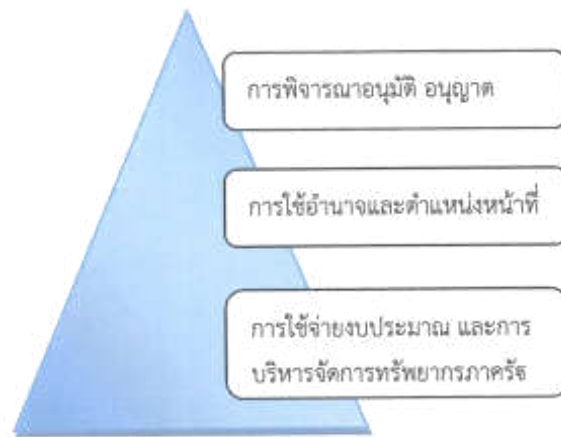 การพิจารณาอนุมัติ อนุญาต
การใช้อำนาจและตำแหน่งหน้าที่
การใช้จ่ายงบประมาณ และการ
บริหารจัดการทรัพยากรภาครัฐ